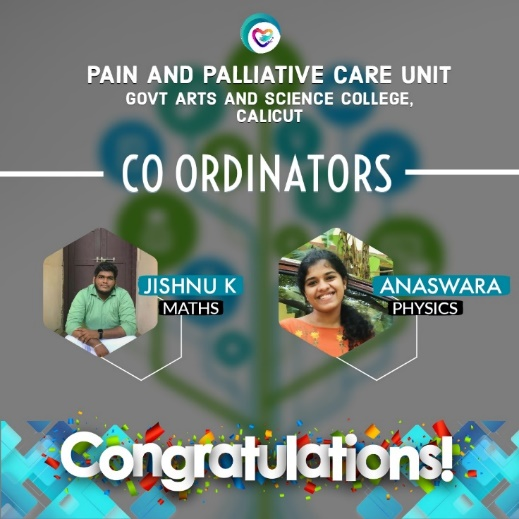 PAIN AND PALLIATIVE CARE UNIT
GOVT ARTS AND SCIENCE COLLEGE,
CALICUT
CO ORDINATORS
JISHNU K
MATHS
ANASWARA
PHYSICS
Congratulations!